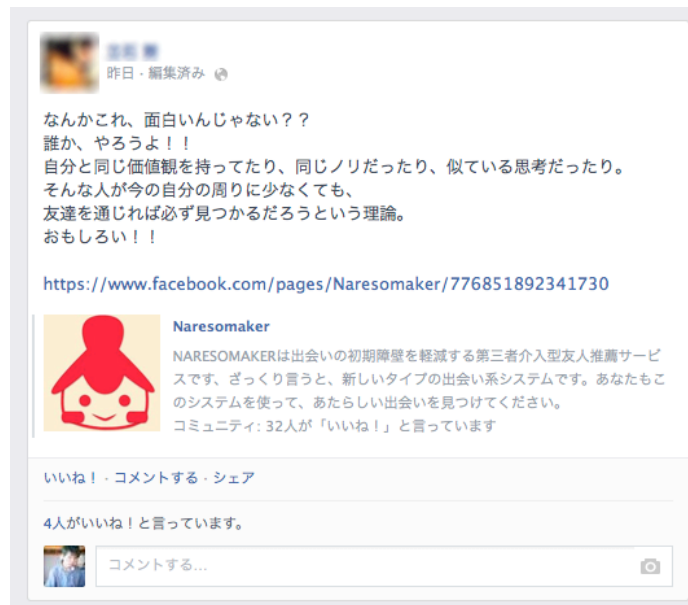 昨日・編集済み
なんかこれ、面白いんじゃない？？
誰か、やろうよ！！
自分と同じ価値観を持ってたり、同じノリだったり、似ている思考だったり。
そんな人が今の自分の周りに少なくても、
友達を通じれば必ず見つかるだろうという理論。
おもしろい！！
https://www.facebook.com/pages/Naresomaker/776851892341730
Naresomaker
NARESOMAKERは出会いの初期障壁を軽減する第三者介入型友人推薦サービ
スです、ざっくり言うと、新しいタイプの出会い系システムです。あなたもこ
のシステムを使って、あたらしい出会いを見つけてください。
コミュニティ: 32人が「いいね！」と言っています
いいね！・コメントする・シェア
4人がいいね！と言っています。
コメントする...